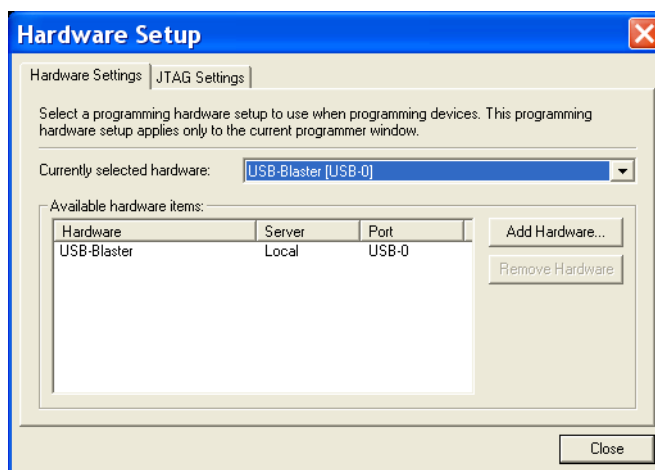 Hardware Setup
Hardware Settings
JTAG Settings
Select a programming hardware setup to use when programming devices. This programming
hardware setup applies only to the current programmer window.
Currently selected hardware:
USB-Blaster [USB-0]
Available hardware items:
Hardware Server Port
USB-Blaster Local USB-0
Add Hardware...
Remove Hardware
Close